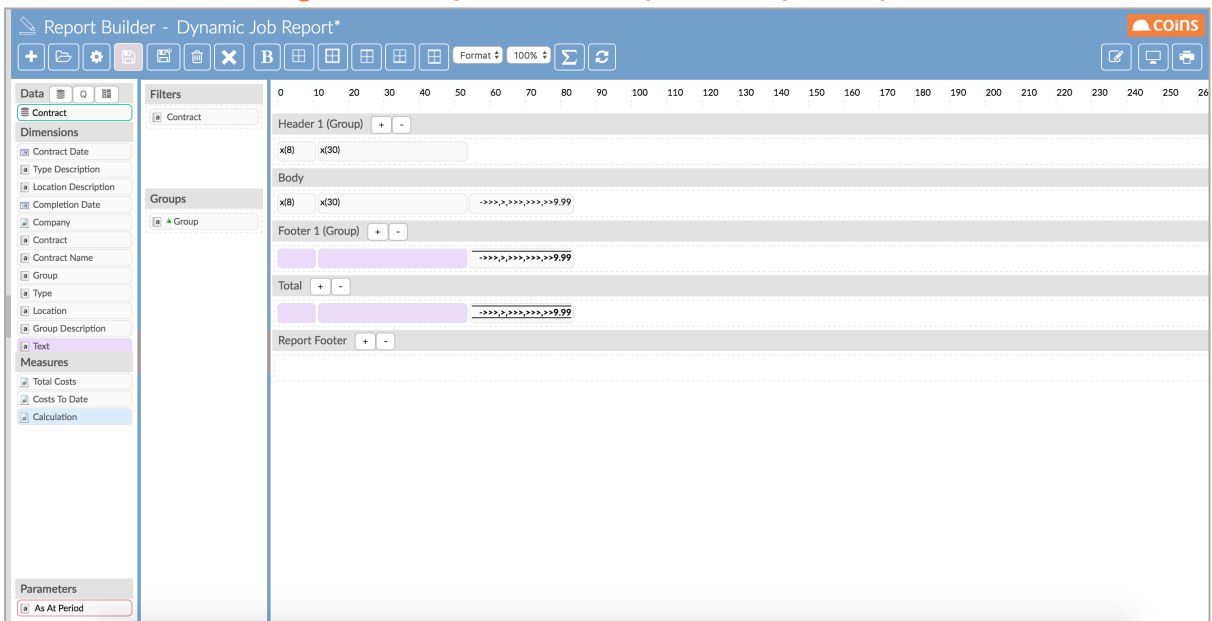 Report Builder - Dynamic Job Report*
coins
B
Format
100%
Σ
Data
Q
Contract
Dimensions
Contract Date
Type Description
Location Description
Completion Date
Company
Contract
Contract Name
Group
Type
Location
Group Description
Text
Measures
Total Costs
Costs To Date
Calculation
Parameters
As At Period
Filters
Contract
Groups
Group
0 10 20 30 40 50 60 70 80 90 100 110 120 130 140 150 160 170 180 190 200 210 220 230 240 250 26
Header 1 (Group) + -
x(8) x(30)
Body
x(8) x(30) ->>>,>,>>>,>>>,>>9.99
Footer 1 (Group) + -
->>>,>,>>>,>>>,>>9.99
Total + -
->>>,>,>>>,>>>,>>9.99
Report Footer + -